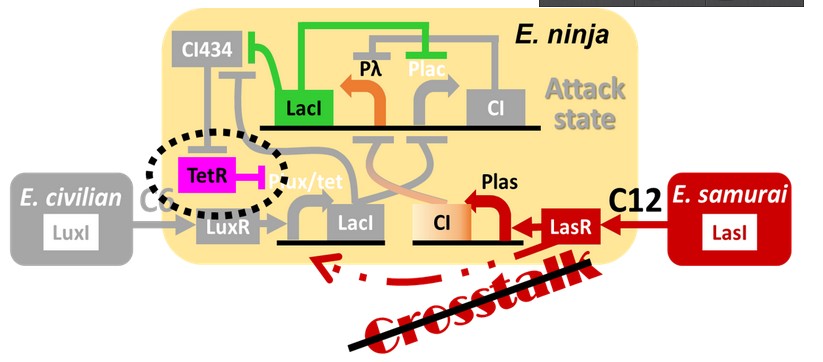 E. ninja
CI434
Pλ
Plac
LacI
CI
Attack
state
TetR
Plux/tet
Plas
E. civilian
LuxI
C6
LuxR
LacI
CI
LasR
C12
E. samurai
LasI
Crosstalk